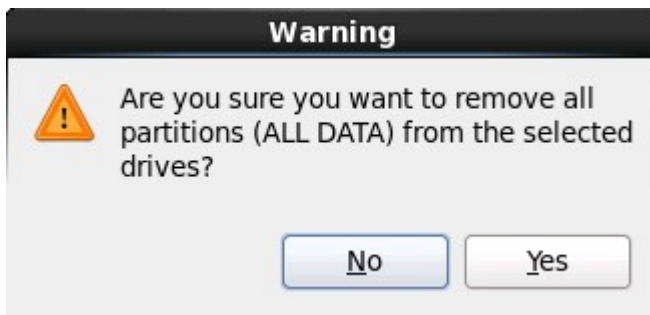 Warning
Are you sure you want to remove all
partitions (ALL DATA) from the selected
drives?
No
Yes